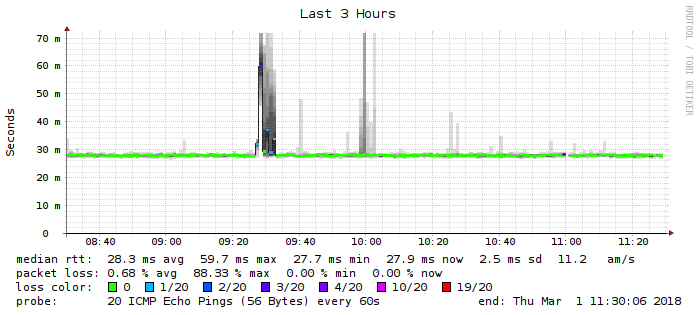 Last 3 Hours
RRDTOOL / TOBI OETIKER
Seconds
70 m
60 m
50 m
40 m
30 m
20 m
10 m
0
08:40 09:00 09:20 09:40 10:00 10:20 10:40 11:00 11:20
median rtt: 28.3 ms avg 59.7 ms max 27.7 ms min 27.9 ms now 2.5 ms sd 11.2 am/s
packet loss: 0.68 % avg 88.33 % max 0.00 % min 0.00 % now
loss color: 0 1/20 2/20 3/20 4/20 10/20 19/20
probe: 20 ICMP Echo Pings (56 Bytes) every 60s end: Thu Mar 1 11:30:06 2018